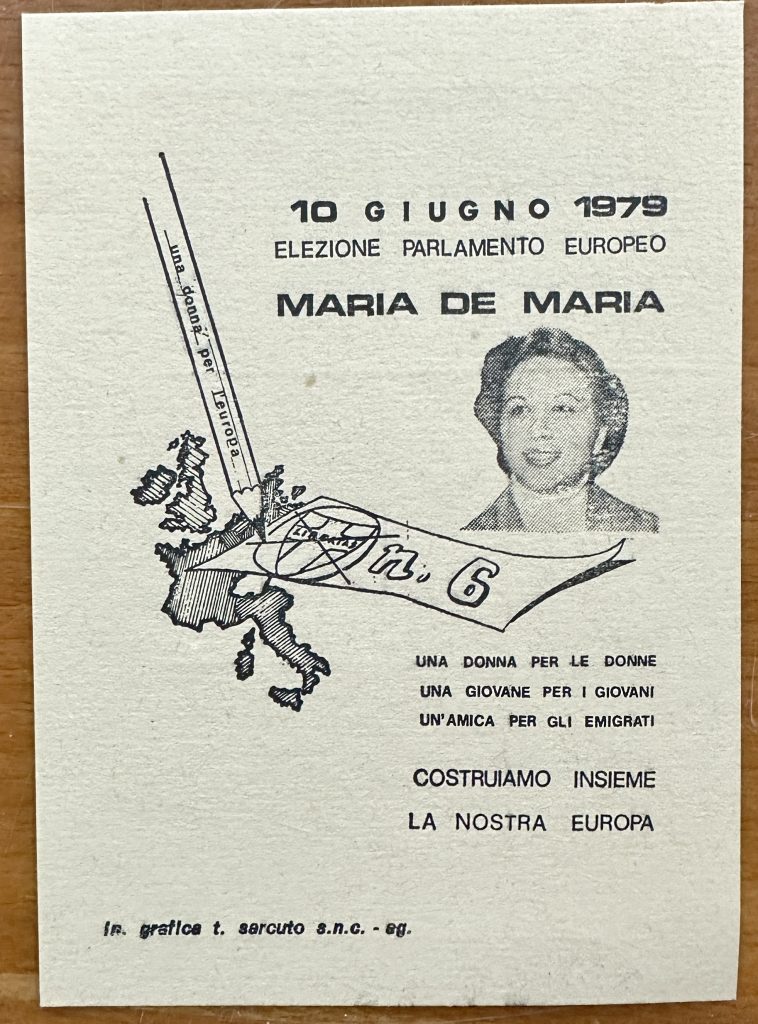 10 GIUGNO 1979
ELEZIONE PARLAMENTO EUROPEO
MARIA DE MARIA
una donna per l'europa
LIBERTAS
n. 6
UNA DONNA PER LE DONNE
UNA GIOVANE PER I GIOVANI
UN'AMICA PER GLI EMIGRATI
COSTRUIAMO INSIEME
LA NOSTRA EUROPA
in. grafica t. sarcuto s.n.c. - ag.